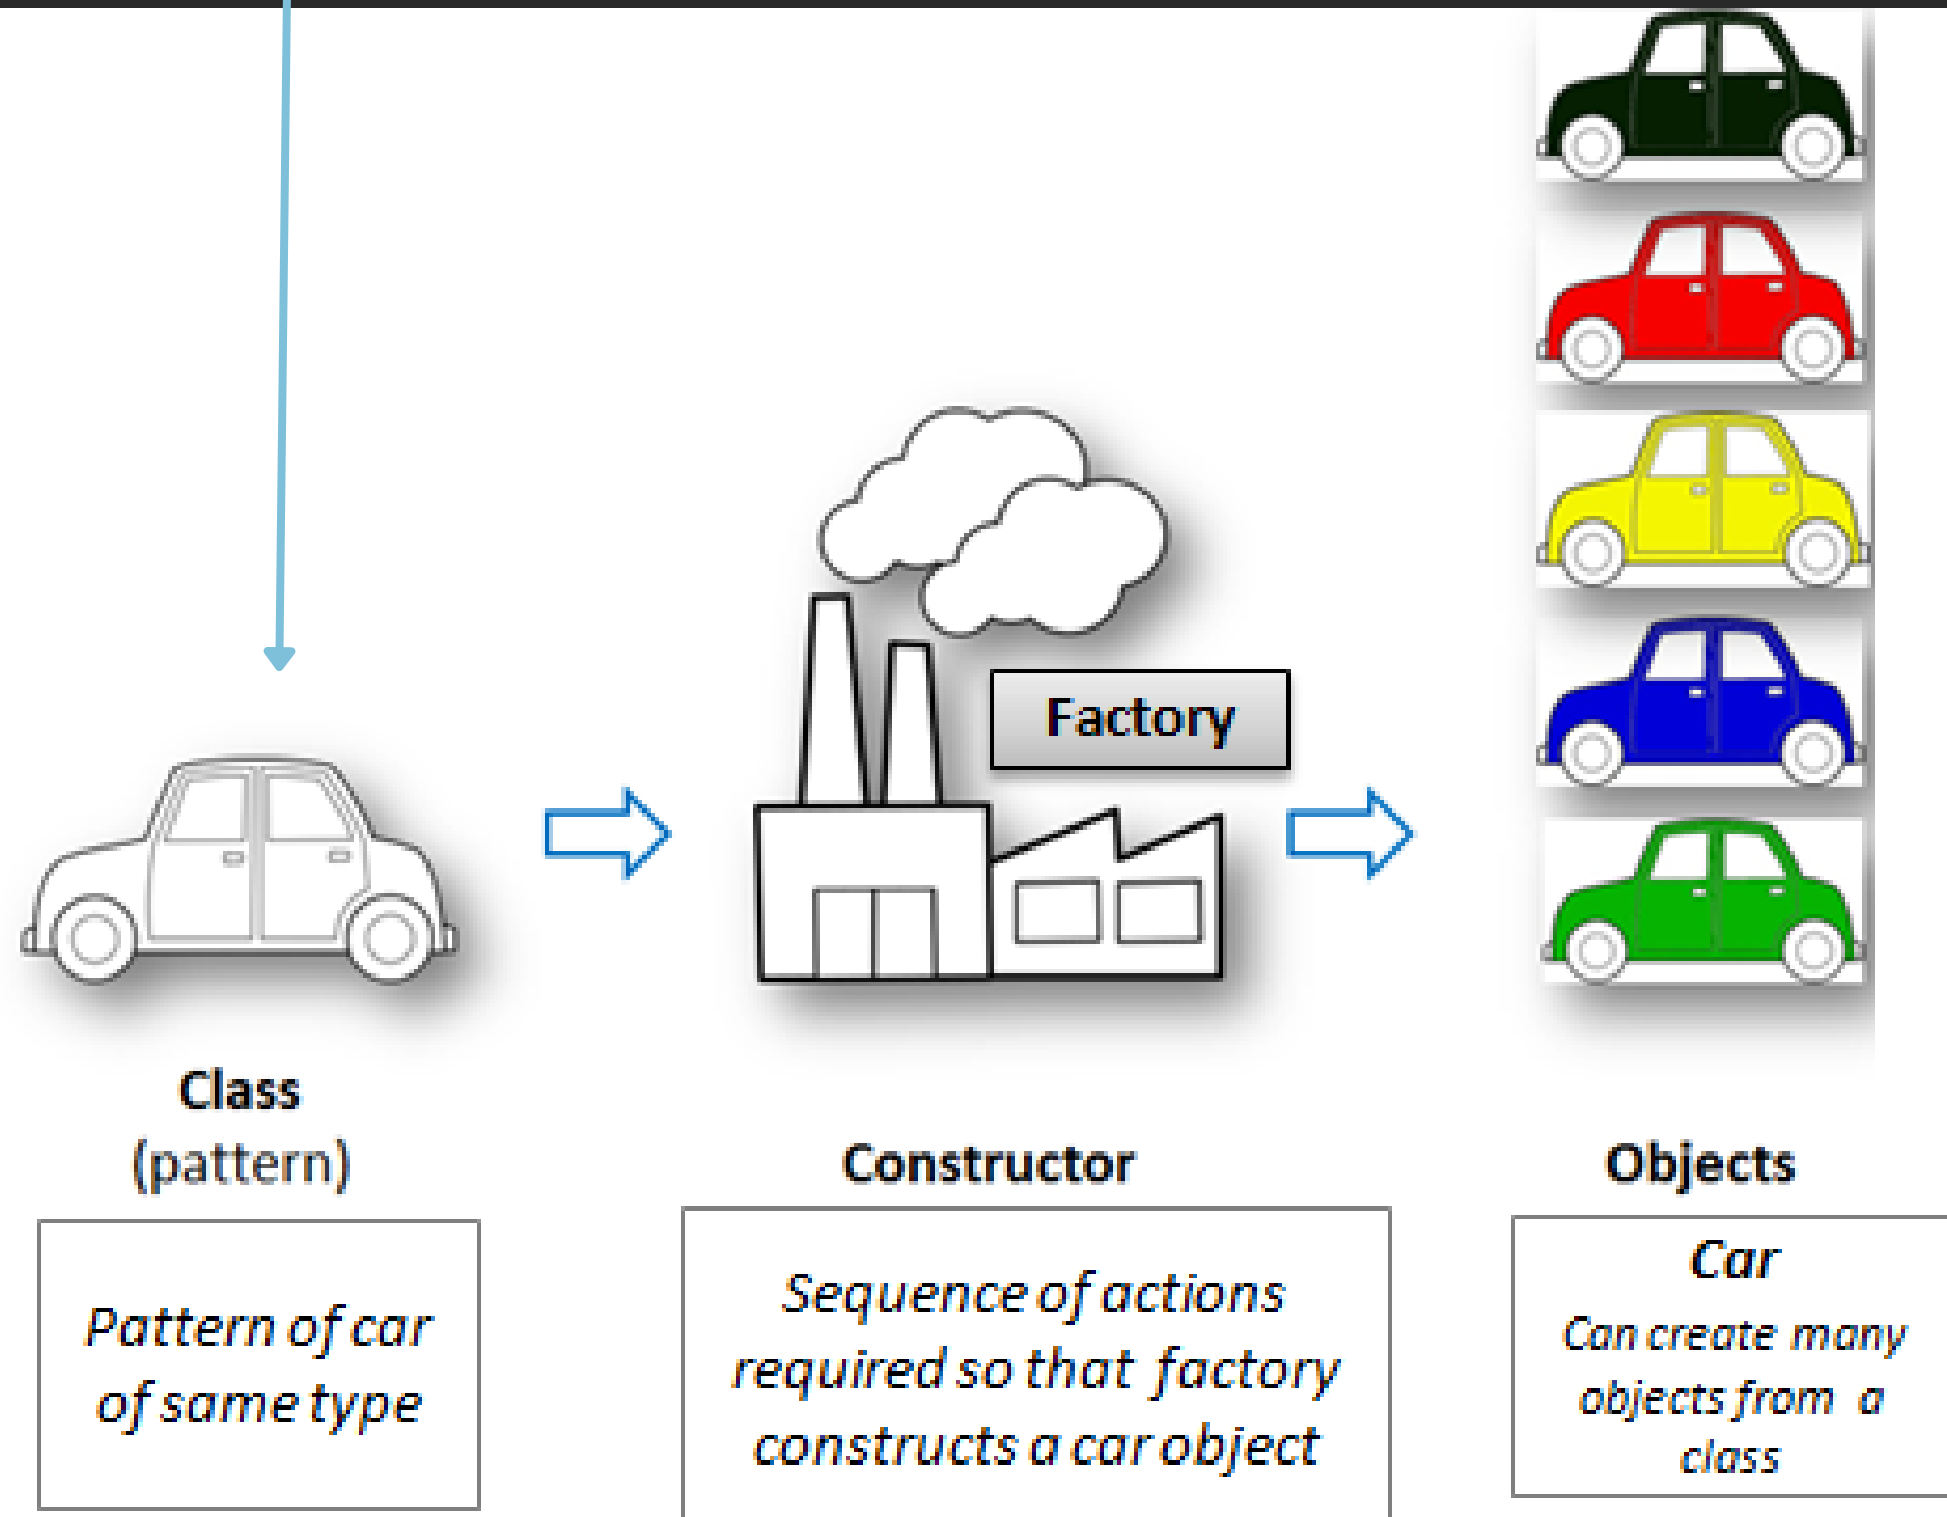 Factory
Class
(pattern)
Pattern of car
of same type
Constructor
Sequence of actions
required so that factory
constructs a car object
Objects
Car
Can create many
objects from a
class